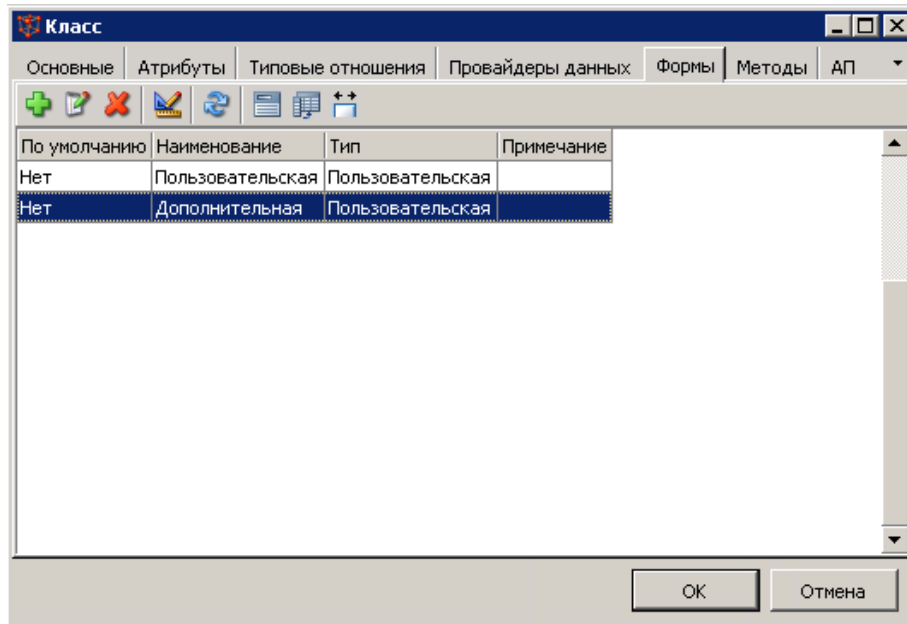 Класс
Основные Атрибуты Типовые отношения Провайдеры данных Формы Методы АП
По умолчанию Наименование Тип Примечание
Нет Пользовательская Пользовательская
Нет Дополнительная Пользовательская
OK Отмена